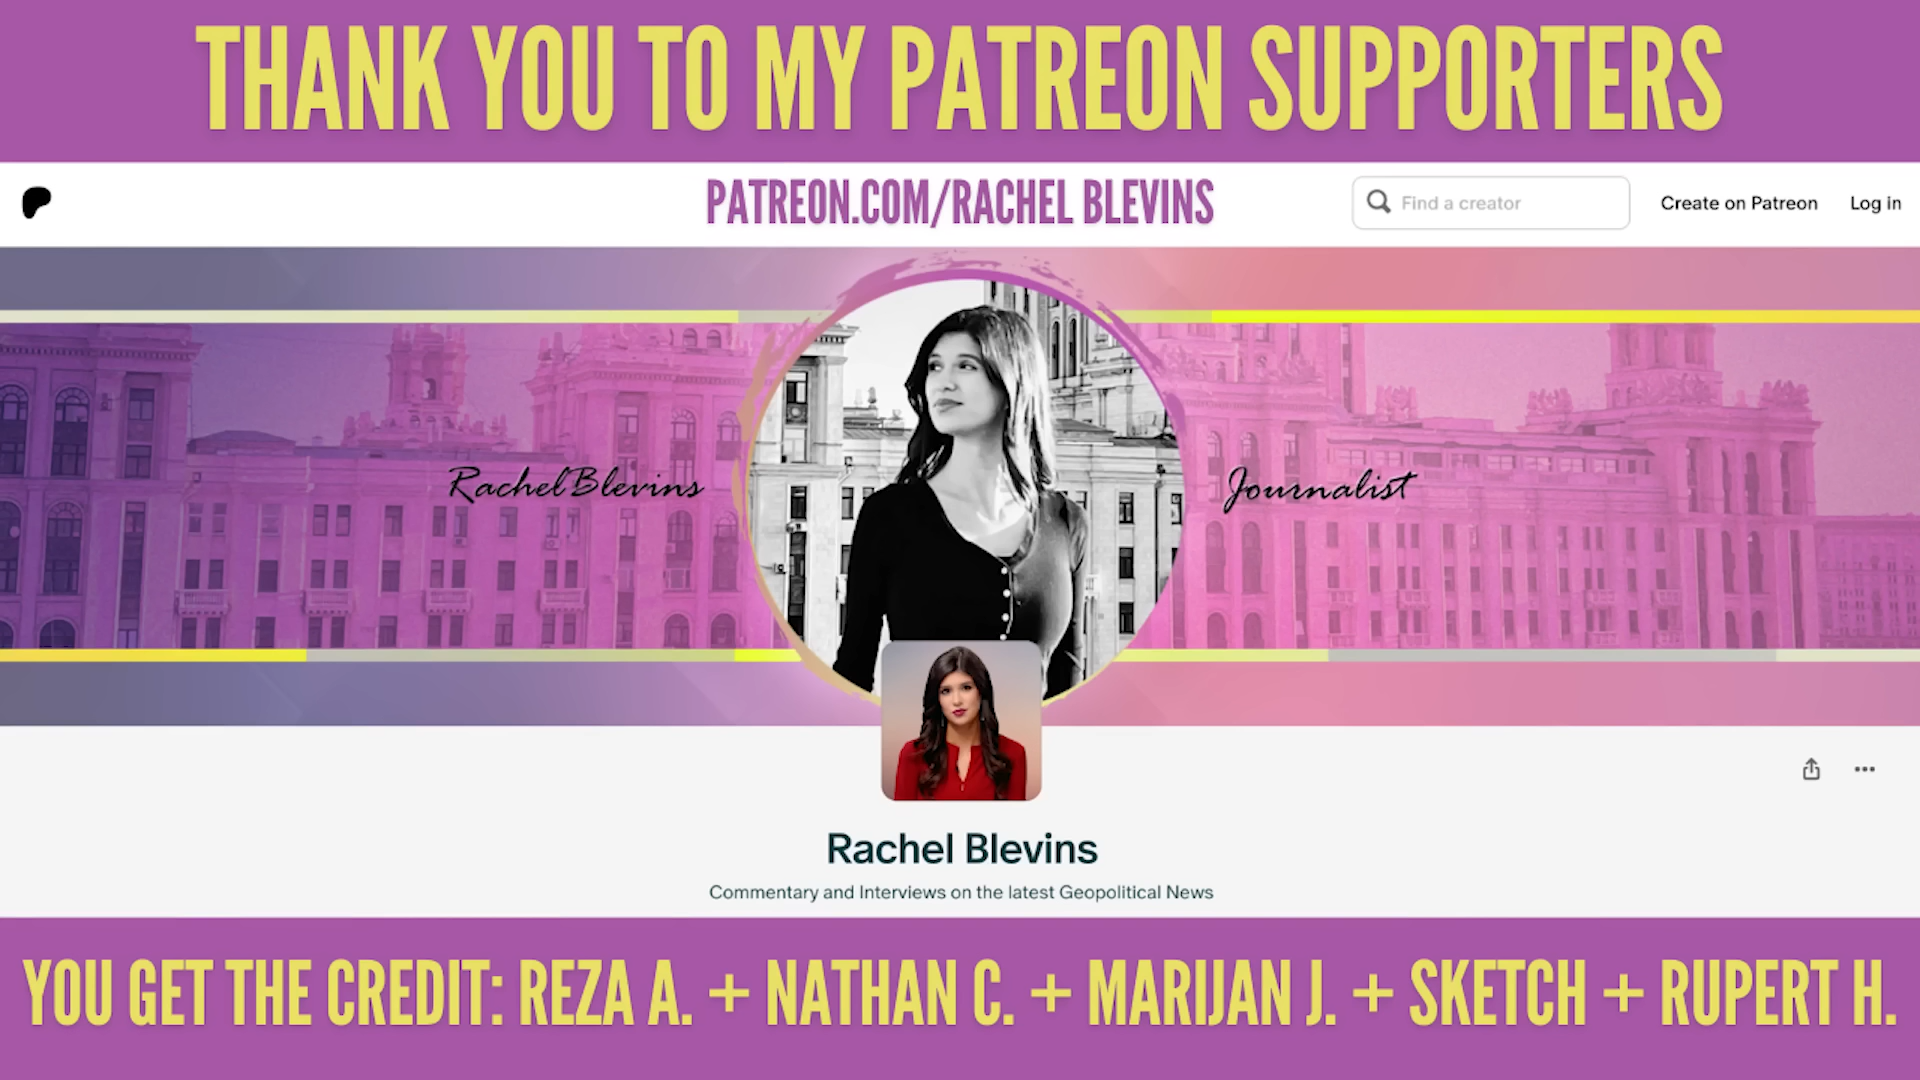 THANK YOU TO MY PATREON SUPPORTERS
PATREON.COM/RACHEL BLEVINS
Find a creator
Create on Patreon
Log in
Rachel Blevins
Journalist
Rachel Blevins
Commentary and Interviews on the latest Geopolitical News
YOU GET THE CREDIT: REZA A. + NATHAN C. + MARIJAN J. + SKETCH + RUPERT H.